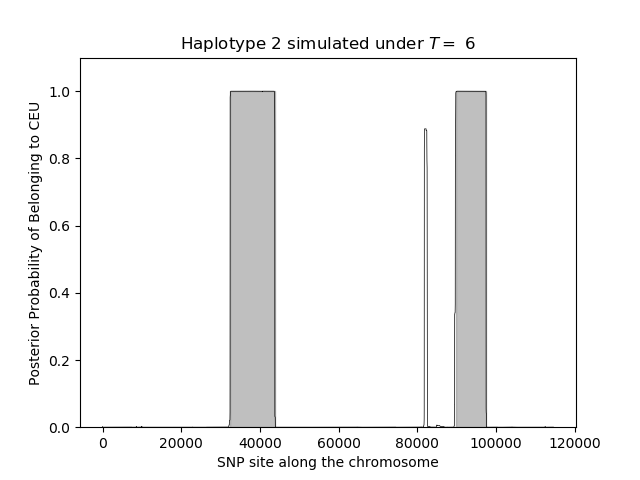 Haplotype 2 simulated under T = 6
Posterior Probability of Belonging to CEU
1.0
0.8
0.6
0.4
0.2
0.0
0 20000 40000 60000 80000 100000 120000
SNP site along the chromosome